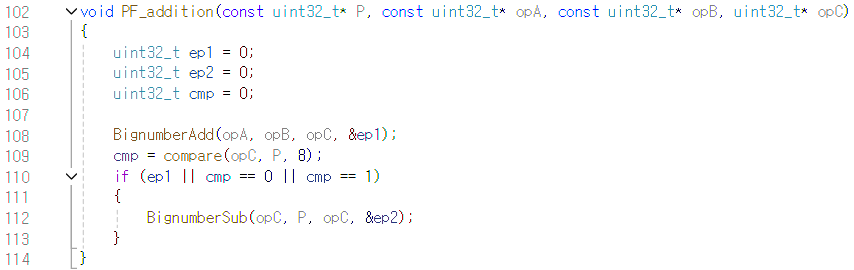 102 void PF_addition(const uint32_t* P, const uint32_t* opA, const uint32_t* opB, uint32_t* opC)
103 {
104     uint32_t ep1 = 0;
105     uint32_t ep2 = 0;
106     uint32_t cmp = 0;
107
108     BignumberAdd(opA, opB, opC, &ep1);
109     cmp = compare(opC, P, 8);
110     if (ep1 || cmp == 0 || cmp == 1)
111     {
112         BignumberSub(opC, P, opC, &ep2);
113     }
114 }